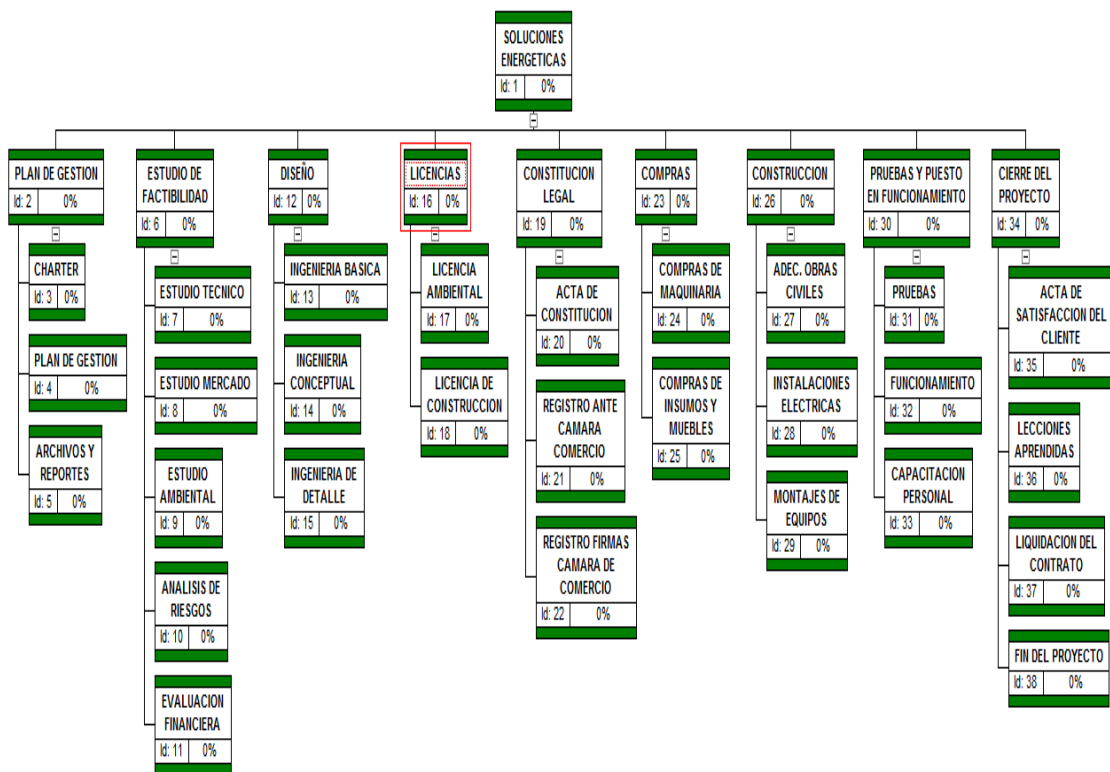 SOLUCIONES
ENERGETICAS
Id: 1 0%
PLAN DE GESTION
Id: 2 0%
CHARTER
Id: 3 0%
PLAN DE GESTION
Id: 4 0%
ARCHIVOS Y
REPORTES
Id: 5 0%
ESTUDIO DE
FACTIBILIDAD
Id: 6 0%
ESTUDIO TECNICO
Id: 7 0%
ESTUDIO MERCADO
Id: 8 0%
ESTUDIO
AMBIENTAL
Id: 9 0%
ANALISIS DE
RIESGOS
Id: 10 0%
EVALUACION
FINANCIERA
Id: 11 0%
DISEÑO
Id: 12 0%
INGENIERIA BASICA
Id: 13 0%
INGENIERIA
CONCEPTUAL
Id: 14 0%
INGENIERIA DE
DETALLE
Id: 15 0%
LICENCIAS
Id: 16 0%
LICENCIA
AMBIENTAL
Id: 17 0%
LICENCIA DE
CONSTRUCCION
Id: 18 0%
CONSTITUCION
LEGAL
Id: 19 0%
ACTA DE
CONSTITUCION
Id: 20 0%
REGISTRO ANTE
CAMARA
COMERCIO
Id: 21 0%
REGISTRO FIRMAS
CAMARA DE
COMERCIO
Id: 22 0%
COMPRAS
Id: 23 0%
COMPRAS DE
MAQUINARIA
Id: 24 0%
COMPRAS DE
INSUMOS Y
MUEBLES
Id: 25 0%
CONSTRUCCION
Id: 26 0%
ADEC. OBRAS
CIVILES
Id: 27 0%
INSTALACIONES
ELECTRICAS
Id: 28 0%
MONTAJES DE
EQUIPOS
Id: 29 0%
PRUEBAS Y PUESTO
EN FUNCIONAMIENTO
Id: 30 0%
PRUEBAS
Id: 31 0%
FUNCIONAMIENTO
Id: 32 0%
CAPACITACION
PERSONAL
Id: 33 0%
CIERRE DEL
PROYECTO
Id: 34 0%
ACTA DE
SATISFACCION DEL
CLIENTE
Id: 35 0%
LECCIONES
APRENDIDAS
Id: 36 0%
LIQUIDACION DEL
CONTRATO
Id: 37 0%
FIN DEL PROYECTO
Id: 38 0%